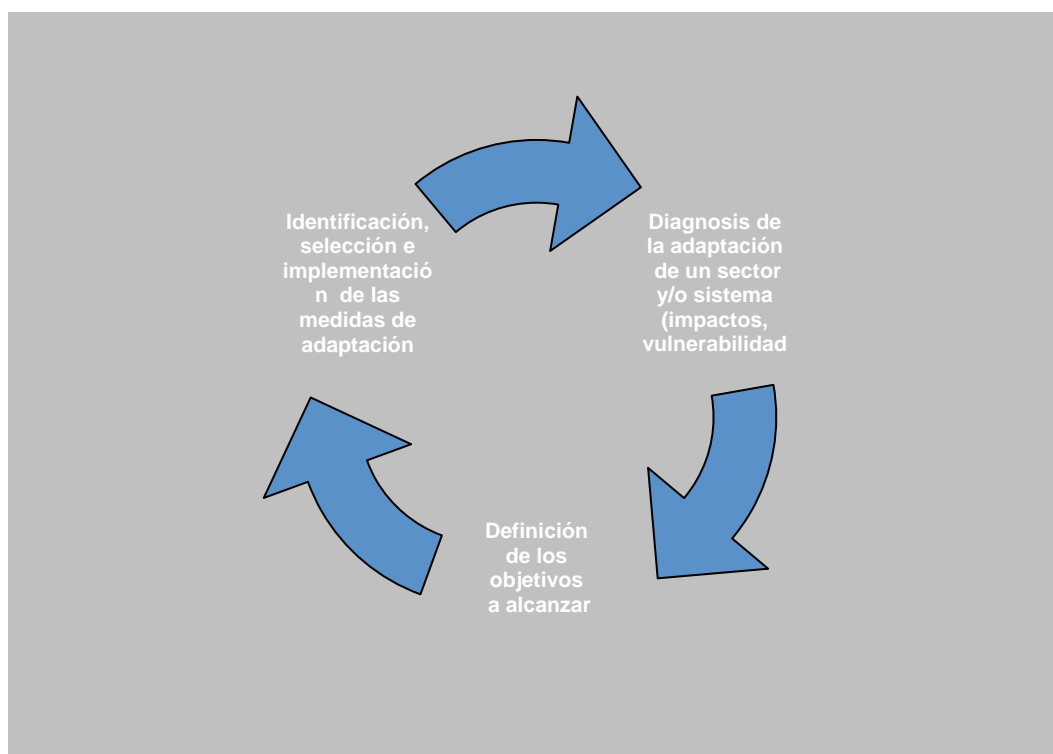 Identificación,
selección e
implementació
n de las
medidas de
adaptación
Diagnosis de
la adaptación
de un sector
y/o sistema
(impactos,
vulnerabilidad
Definición
de los
objetivos
a alcanzar